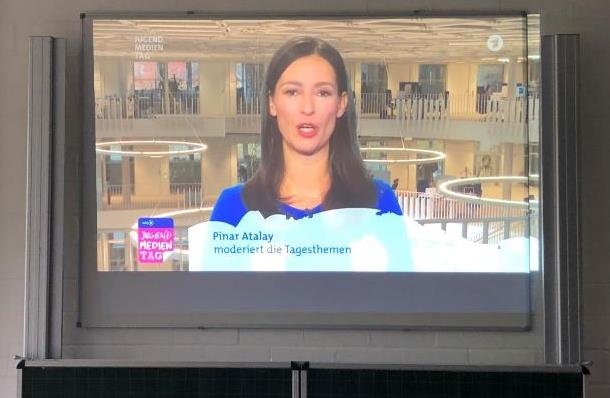 JUGEND
MEDIEN
TAG
JUGEND
MEDIEN
TAG
Pinar Atalay
moderiert die Tagesthemen